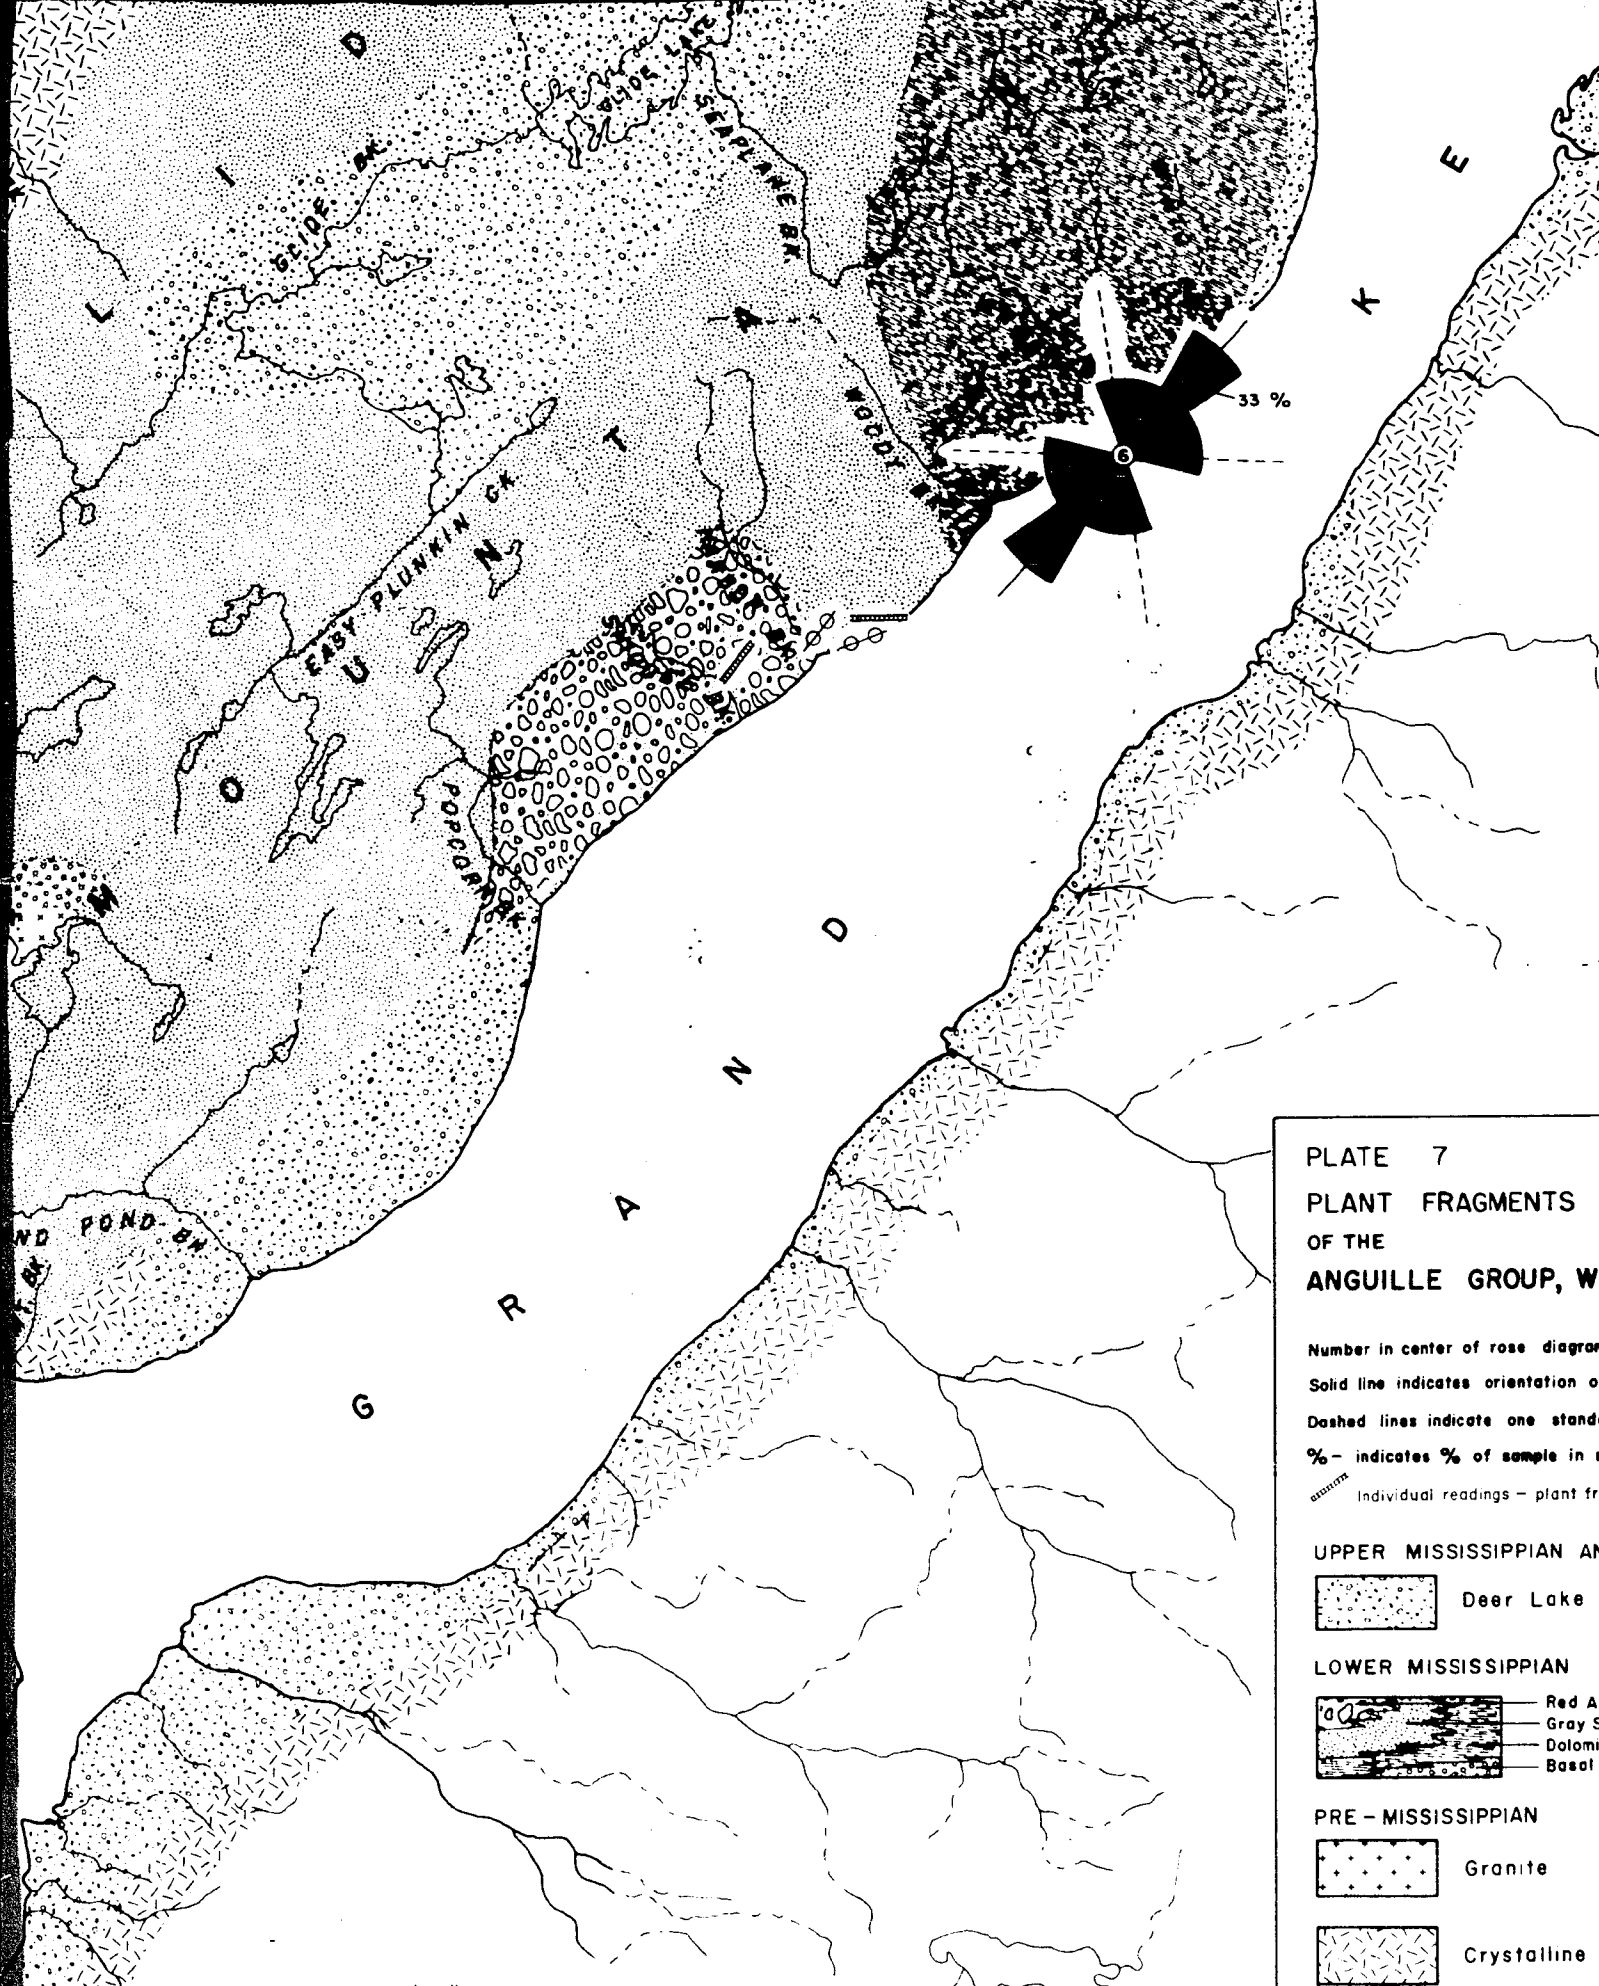 GLIDE LAKE
SEAPLANE BK
GLIDE BK
L I D
WOODY
33 %
6
EASY PLUNKIN GK
M O U N T A
POPCORN BK
ND POND BK
BK
G R A N D
K E
PLATE 7
PLANT FRAGMENTS
OF THE
ANGUILLE GROUP, W
Number in center of rose diagra
Solid line indicates orientation o
Dashed lines indicate one stand
% - indicates % of sample in
Individual readings - plant fr
UPPER MISSISSIPPIAN AN
Deer Lake
LOWER MISSISSIPPIAN
Red A
Gray S
Dolomi
Basal
PRE - MISSISSIPPIAN
Granite
Crystalline